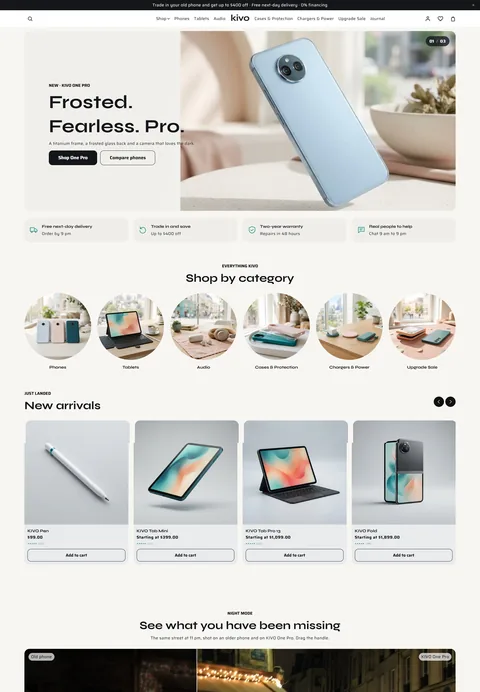 Trade in your old phone and get up to $400 off · Free next-day delivery · 0% financing
Shop Phones Tablets Audio kivo Cases & Protection Chargers & Power Upgrade Sale Journal
01 / 03
NEW · KIVO ONE PRO
Frosted.
Fearless. Pro.
A titanium frame, a frosted glass back and a camera that loves the dark.
Shop One Pro Compare phones
Free next-day delivery
Order by 9 pm
Trade in and save
Up to $400 off
Two-year warranty
Repairs in 48 hours
Real people to help
Chat 8 am to 9 pm
EVERYTHING KIVO
Shop by category
Phones Tablets Audio Cases & Protection Chargers & Power Upgrade Sale
JUST LANDED
New arrivals
KIVO Pen
$99.00
Add to cart
KIVO Tab Mini
Starting at $399.00
Add to cart
KIVO Tab Pro 13
Starting at $1,099.00
Add to cart
KIVO Fold
Starting at $1,899.00
Add to cart
NIGHT MODE
See what you have been missing
The same street at 11 pm, shot on an older phone and on KIVO One Pro. Drag the handle.
Old phone KIVO One Pro